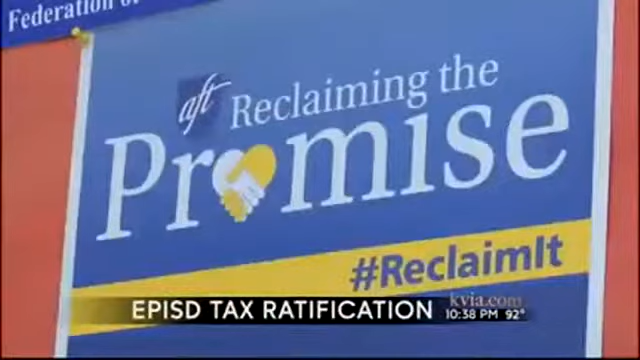 Federation of
aft
Reclaiming the
Promise
#ReclaimIt
EPISD TAX RATIFICATION
kvia.com
10:38 PM 92°